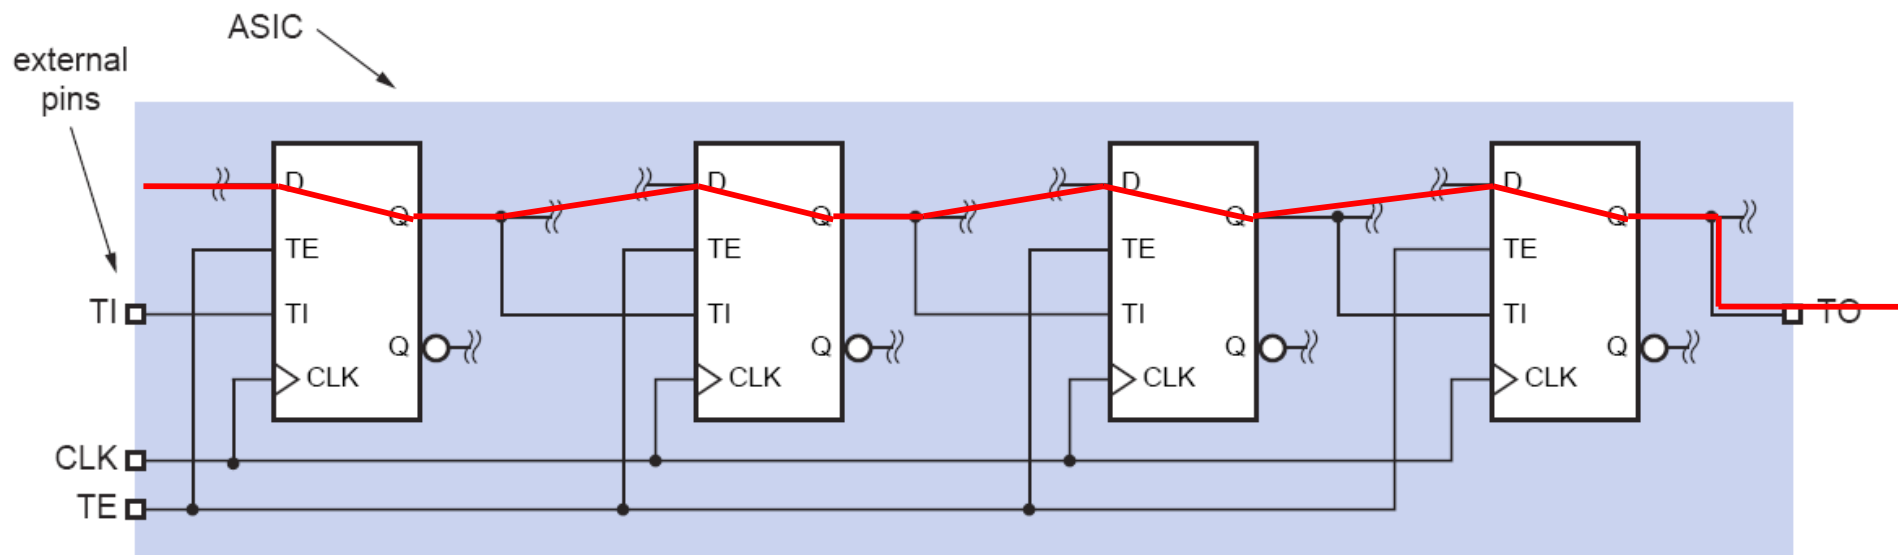 ASIC
external
pins
D
Q
TE
TI
Q
CLK
D
Q
TE
TI
Q
CLK
D
Q
TE
TI
Q
CLK
D
Q
TE
TI
Q
CLK
TI
TO
CLK
TE